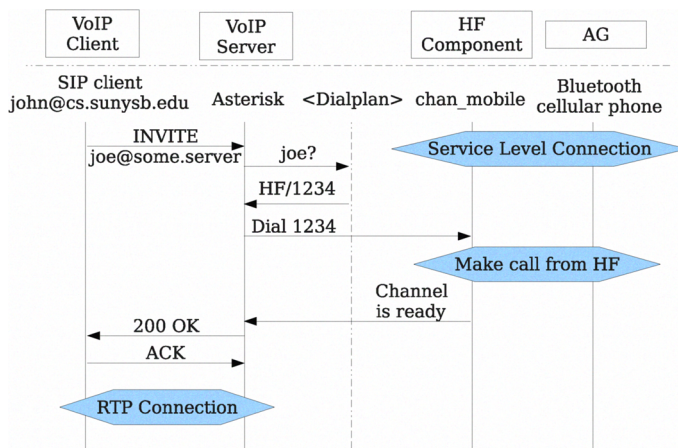 VoIP
Client
VoIP
Server
HF
Component
AG
SIP client
john@cs.sunysb.edu
Asterisk
<Dialplan>
chan_mobile
Bluetooth
cellular phone
INVITE
joe@some.server
joe?
Service Level Connection
HF/1234
Dial 1234
Make call from HF
Channel
is ready
200 OK
ACK
RTP Connection